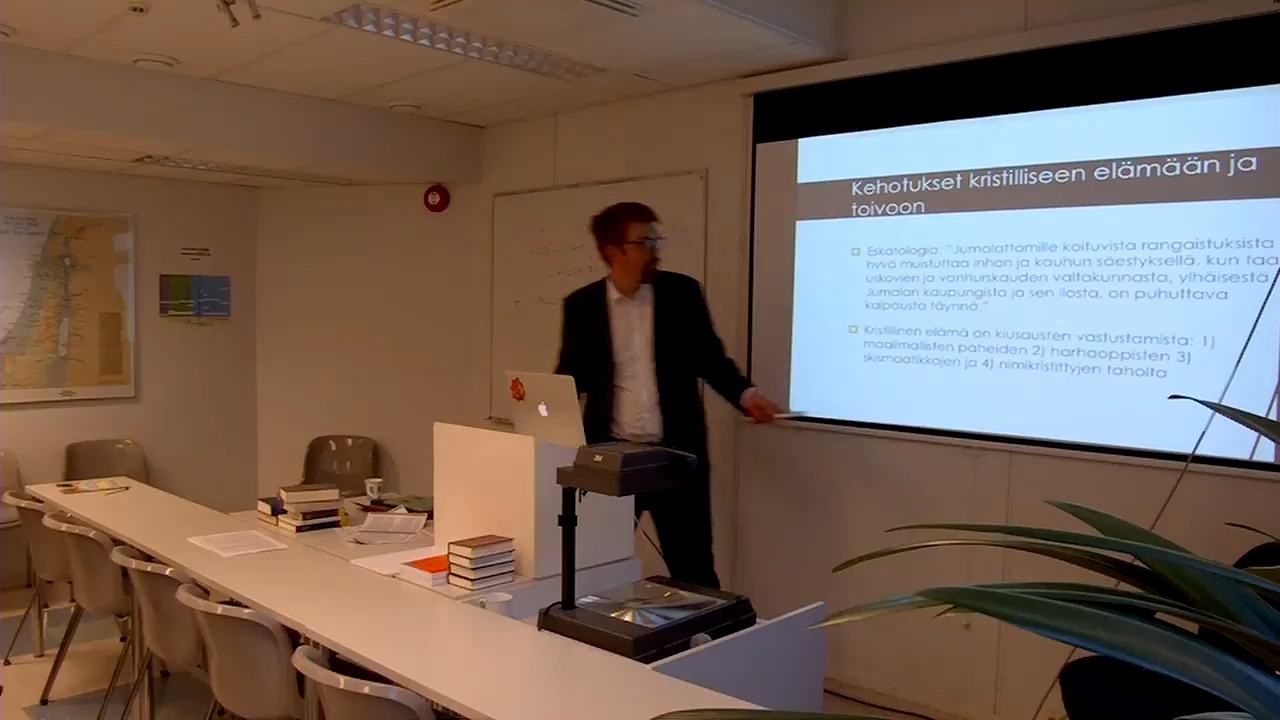 Kehotukset kristilliseen elämään ja
toivoon
Eskatologia: "Jumalattomille koituvista rangaistuksista
hyvä muistuttaa inhon ja kauhun säestyksellä, kun taa
uskovien ja vanhurskauden valtakunnasta, ylhäisestä
Jumalan kaupungista ja sen ilosta, on puhuttava
kaipausta täynnä."
Kristillinen elämä on kiusausten vastustamista: 1)
maailmallisten paheiden 2) harhaoppisten 3)
skismaatikkojen ja 4) nimikristittyjen taholta